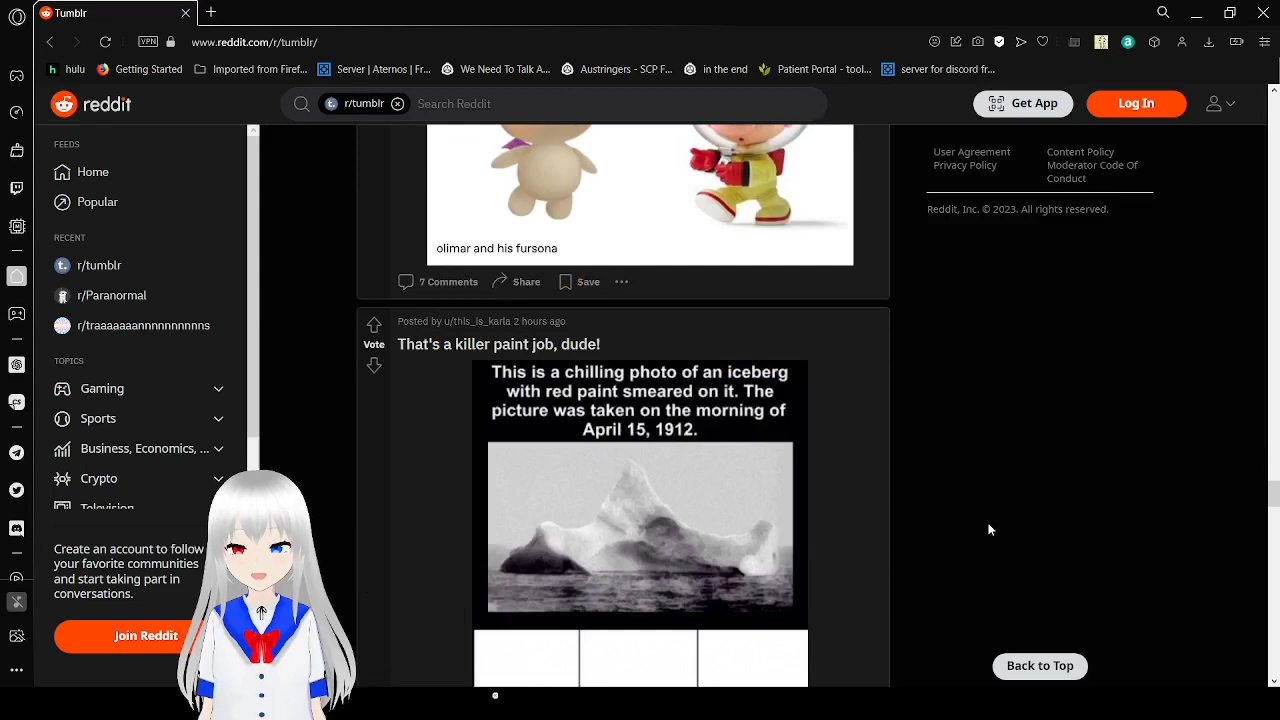 Tumblr
VPN
www.reddit.com/r/tumblr/
hulu
Getting Started
Imported from Firef...
Server | Aternos | Fr...
We Need To Talk A...
Austringers - SCP F...
in the end
Patient Portal - tool...
server for discord fr...
reddit
r/tumblr
Search Reddit
Get App
Log In
FEEDS
Home
Popular
RECENT
r/tumblr
r/Paranormal
r/traaaaaaannnnnnnnnns
TOPICS
Gaming
Sports
Business, Economics, ...
Crypto
Television
Create an account to follow
your favorite communities
and start taking part in
conversations.
Join Reddit
olimar and his fursona
7 Comments
Share
Save
Posted by u/th1s_1s_karla 2 hours ago
Vote
That's a killer paint job, dude!
This is a chilling photo of an iceberg
with red paint smeared on it. The
picture was taken on the morning of
April 15, 1912.
User Agreement
Privacy Policy
Content Policy
Moderator Code Of
Conduct
Reddit, Inc. © 2023. All rights reserved.
Back to Top